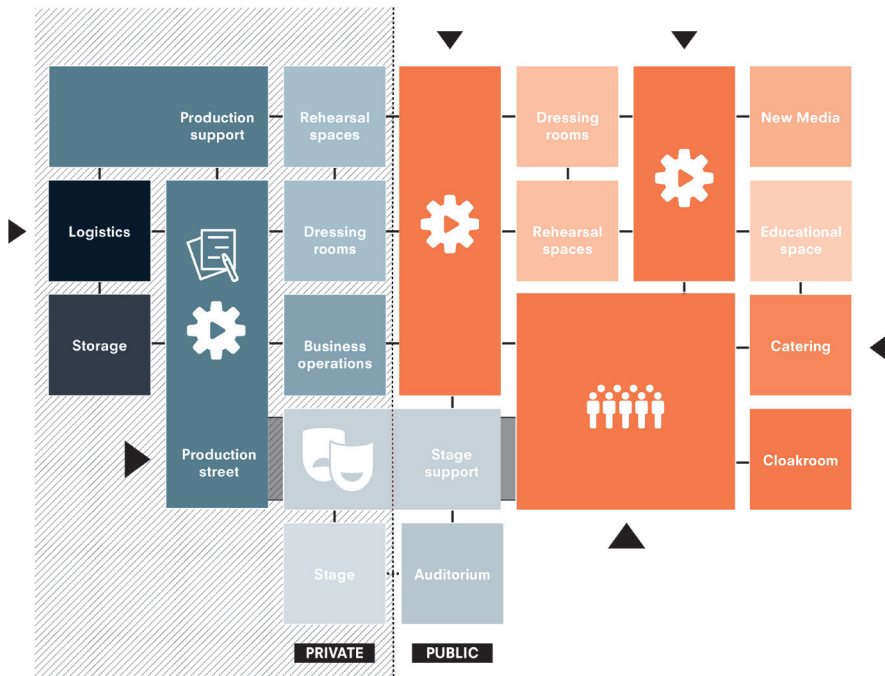 Production
support
Rehearsal
spaces
Dressing
rooms
New Media
Logistics
Dressing
rooms
Rehearsal
spaces
Educational
space
Storage
Business
operations
Catering
Production
street
Stage
support
Cloakroom
Stage
Auditorium
PRIVATE
PUBLIC